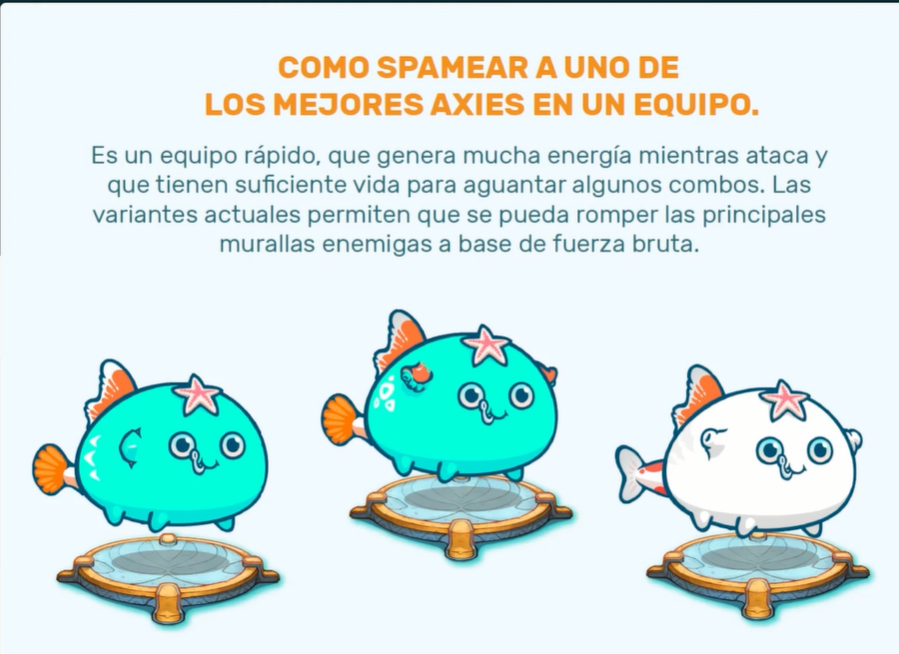 COMO SPAMEAR A UNO DE
LOS MEJORES AXIES EN UN EQUIPO.
Es un equipo rápido, que genera mucha energía mientras ataca y
que tienen suficiente vida para aguantar algunos combos. Las
variantes actuales permiten que se pueda romper las principales
murallas enemigas a base de fuerza bruta.